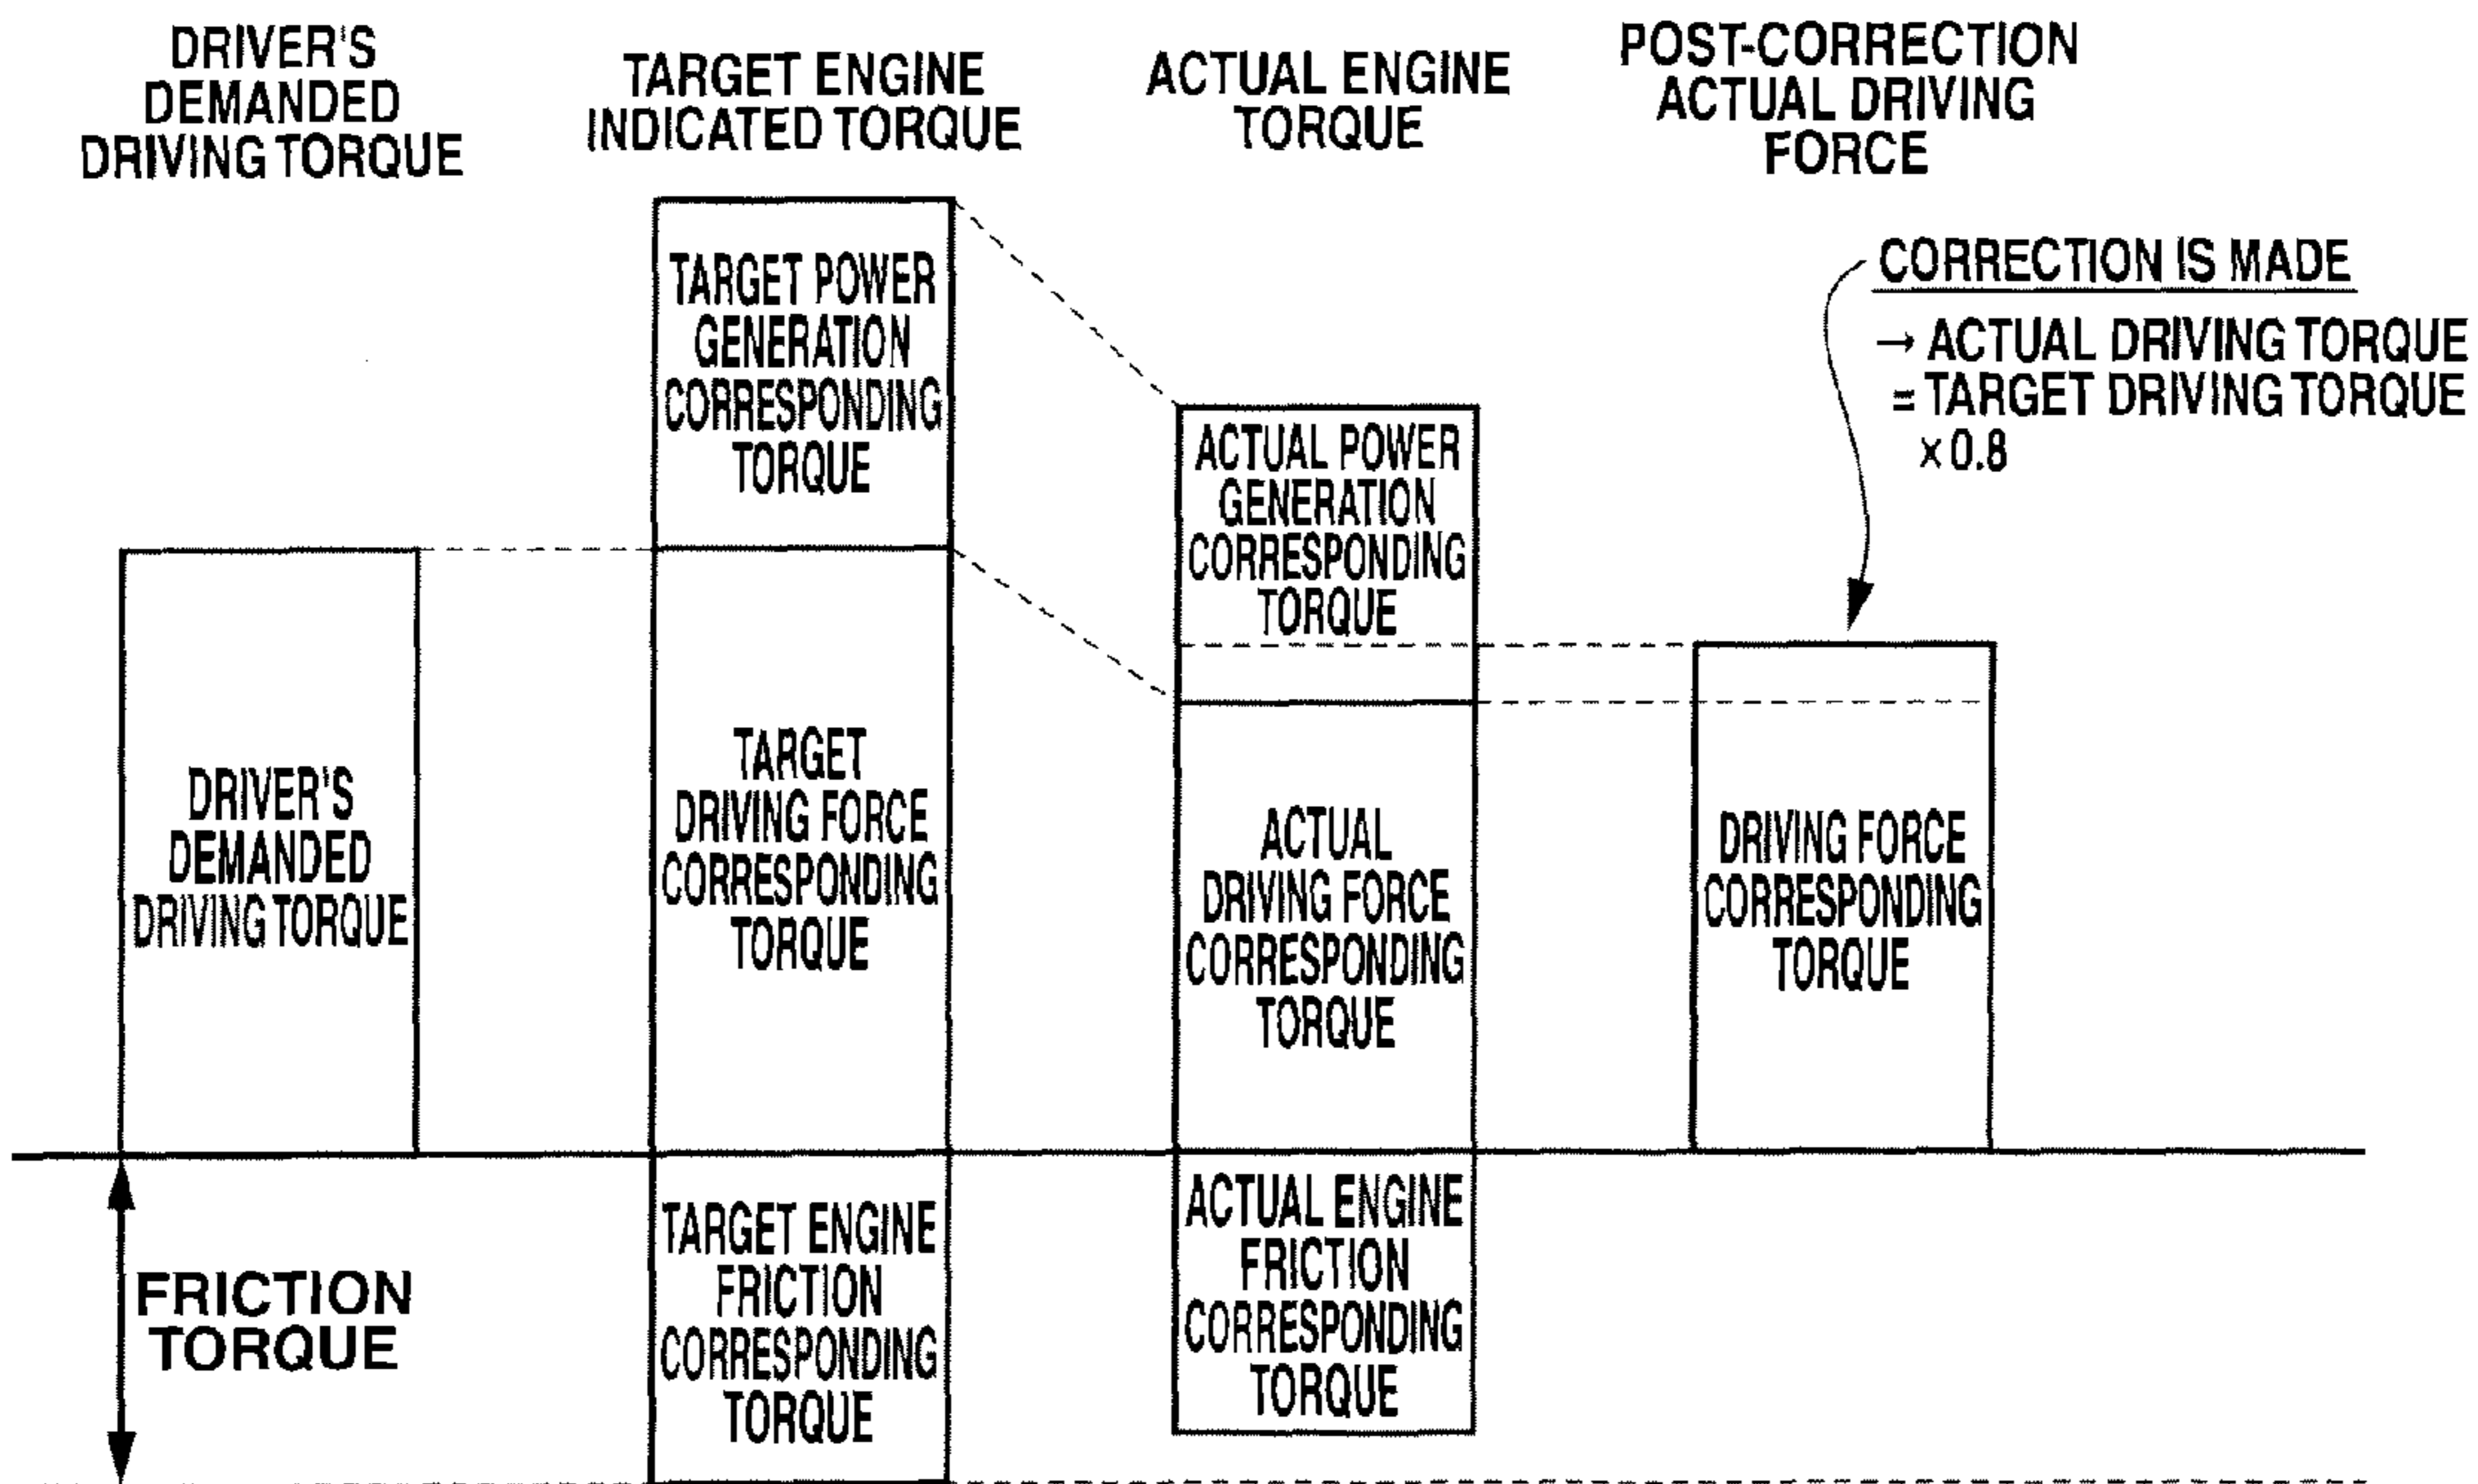 DRIVER'S
DEMANDED
DRIVING TORQUE
TARGET ENGINE
INDICATED TORQUE
ACTUAL ENGINE
TORQUE
POST-CORRECTION
ACTUAL DRIVING
FORCE
CORRECTION IS MADE
→ ACTUAL DRIVING TORQUE
= TARGET DRIVING TORQUE
×0.8
TARGET POWER
GENERATION
CORRESPONDING
TORQUE
ACTUAL POWER
GENERATION
CORRESPONDING
TORQUE
DRIVER'S
DEMANDED
DRIVING TORQUE
TARGET
DRIVING FORCE
CORRESPONDING
TORQUE
ACTUAL
DRIVING FORCE
CORRESPONDING
TORQUE
DRIVING FORCE
CORRESPONDING
TORQUE
FRICTION
TORQUE
TARGET ENGINE
FRICTION
CORRESPONDING
TORQUE
ACTUAL ENGINE
FRICTION
CORRESPONDING
TORQUE